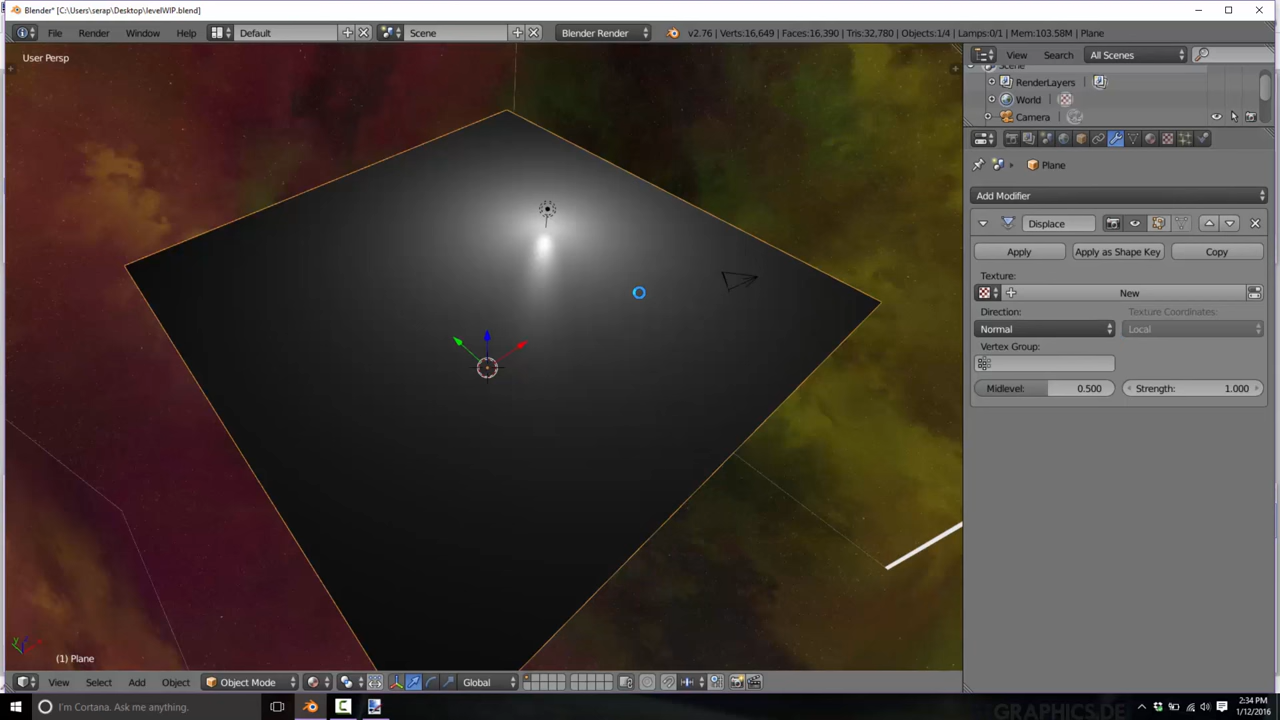 Blender* [C:\Users\serap\Desktop\levelWIP.blend]
File Render Window Help Default Scene Blender Render v2.76 | Verts:16,649 | Faces:16,390 | Tris:32,780 | Objects:1/4 | Lamps:0/1 | Mem:103.58M | Plane
User Persp
View Search All Scenes
Scene
RenderLayers
World
Camera
Plane
Add Modifier
Displace
Apply Apply as Shape Key Copy
Texture:
New
Direction: Texture Coordinates:
Normal Local
Vertex Group:
Midlevel: 0.500 Strength: 1.000
(1) Plane
View Select Add Object Object Mode Global
I'm Cortana. Ask me anything.
2:34 PM
1/12/2016
GRAPHICS.DE